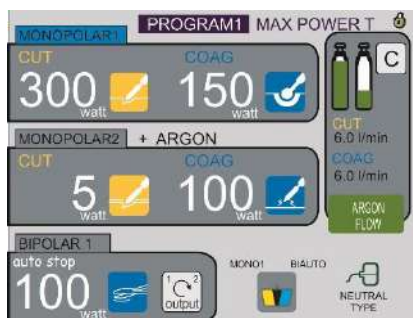 PROGRAM1 MAX POWER T
MONOPOLAR1
CUT COAG
300 watt 150 watt
C
CUT
6.0 l/min
COAG
6.0 l/min
ARGON
FLOW
MONOPOLAR2 + ARGON
CUT COAG
5 watt 100 watt
BIPOLAR 1
auto stop
100 watt
1 2
output
MONO1 BIAUTO
NEUTRAL
TYPE